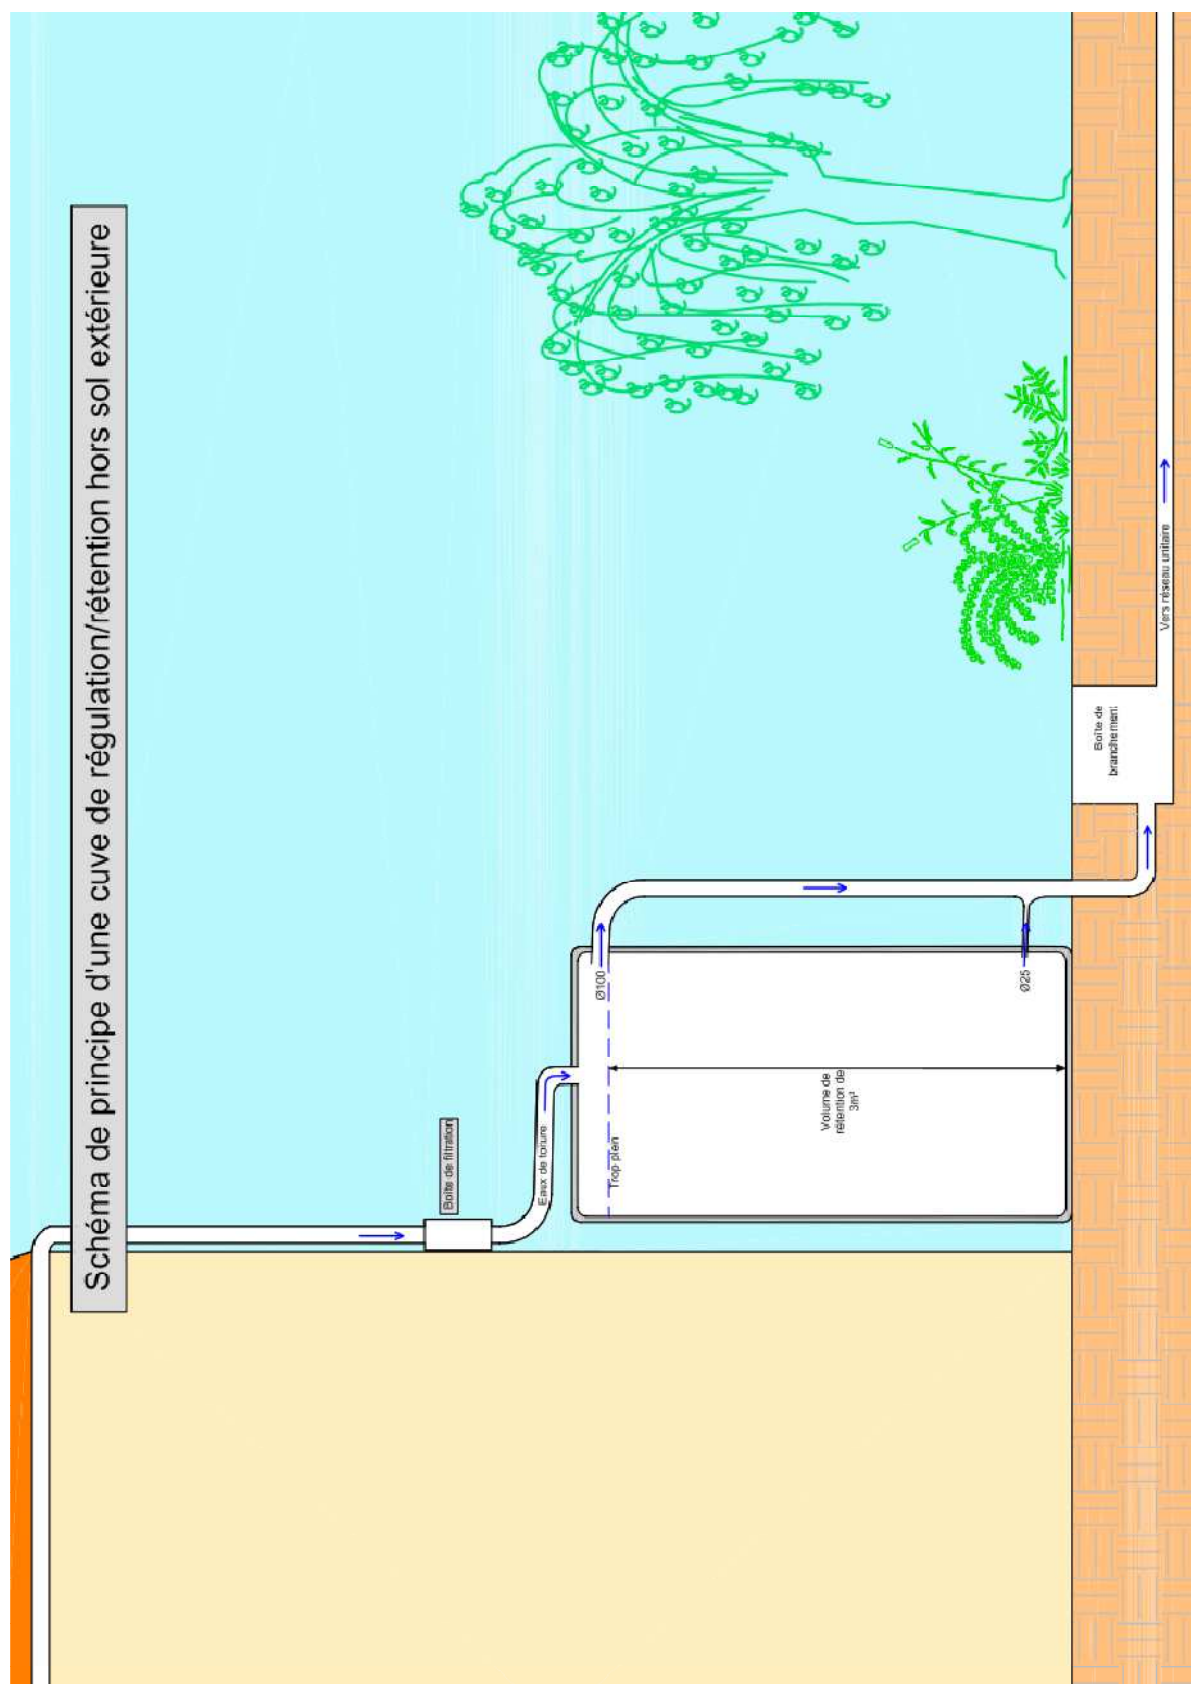 Schéma de principe d'une cuve de régulation/rétention hors sol extérieure
Boîte de filtration
Eaux de toiture
Trop plein
Ø100
Volume de
rétention de
3m³
Ø25
Boîte de
branchement
Vers réseau unitaire